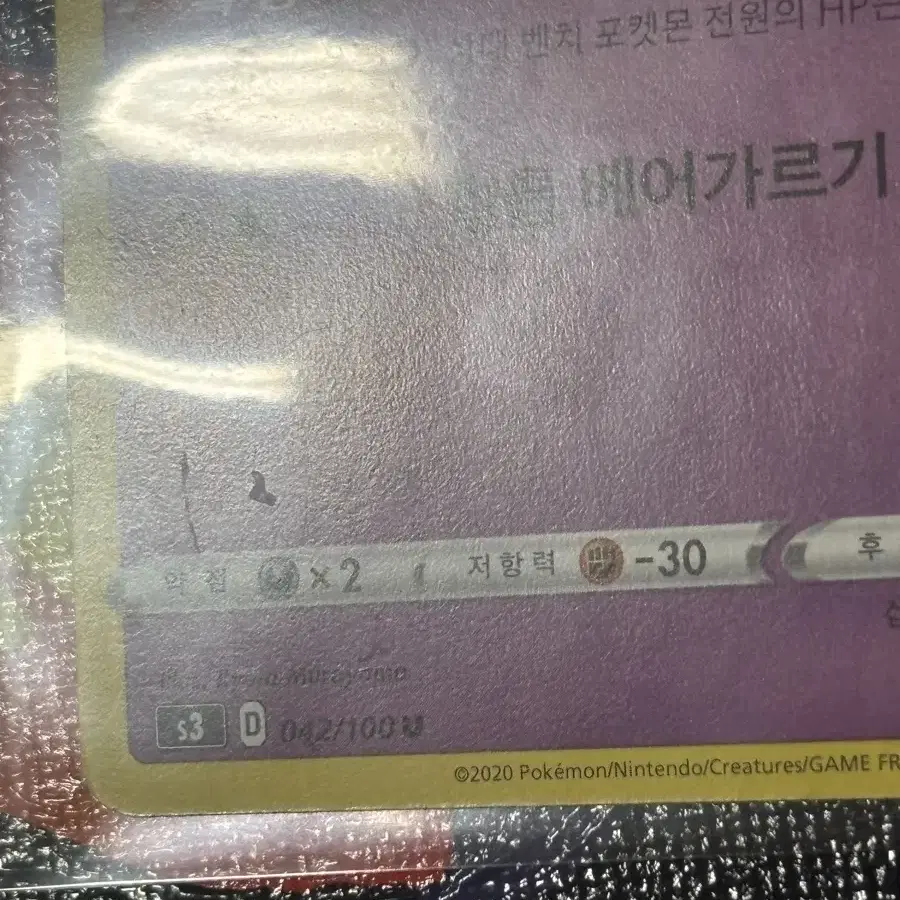 벤치 포켓몬 전원의 HP는
베어가르기
약점 ×2 저항력 -30 후
Muroyama
s3 D 042/100 U
©2020 Pokémon/Nintendo/Creatures/GAME FR